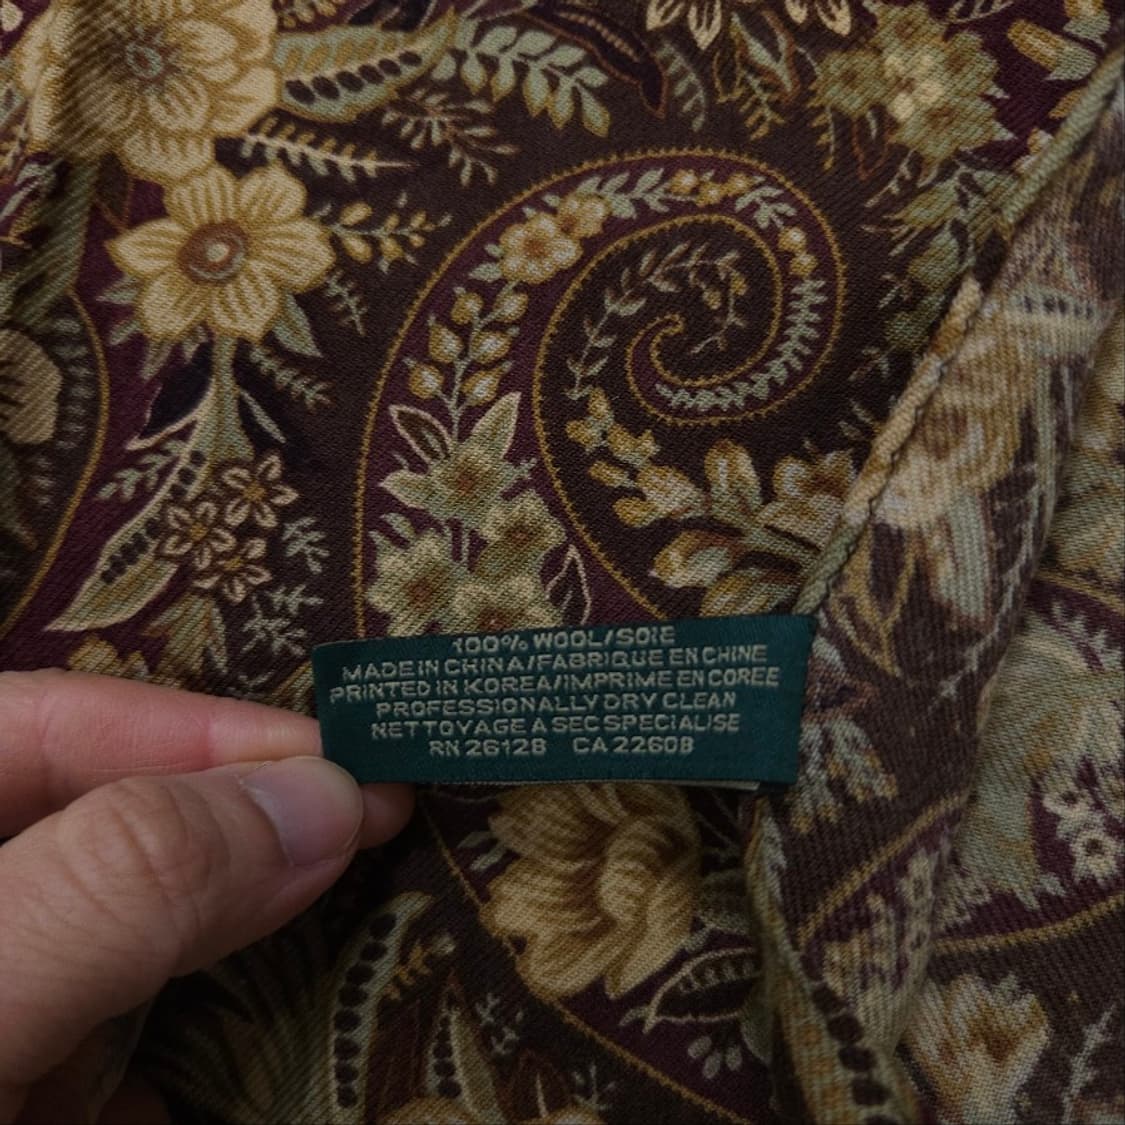 100% WOOL/SOIE
MADE IN CHINA/FABRIQUE EN CHINE
PRINTED IN KOREA/IMPRIME EN COREE
PROFESSIONALLY DRY CLEAN
NETTOYAGE A SEC SPECIALISE
RN 26128 CA 22608